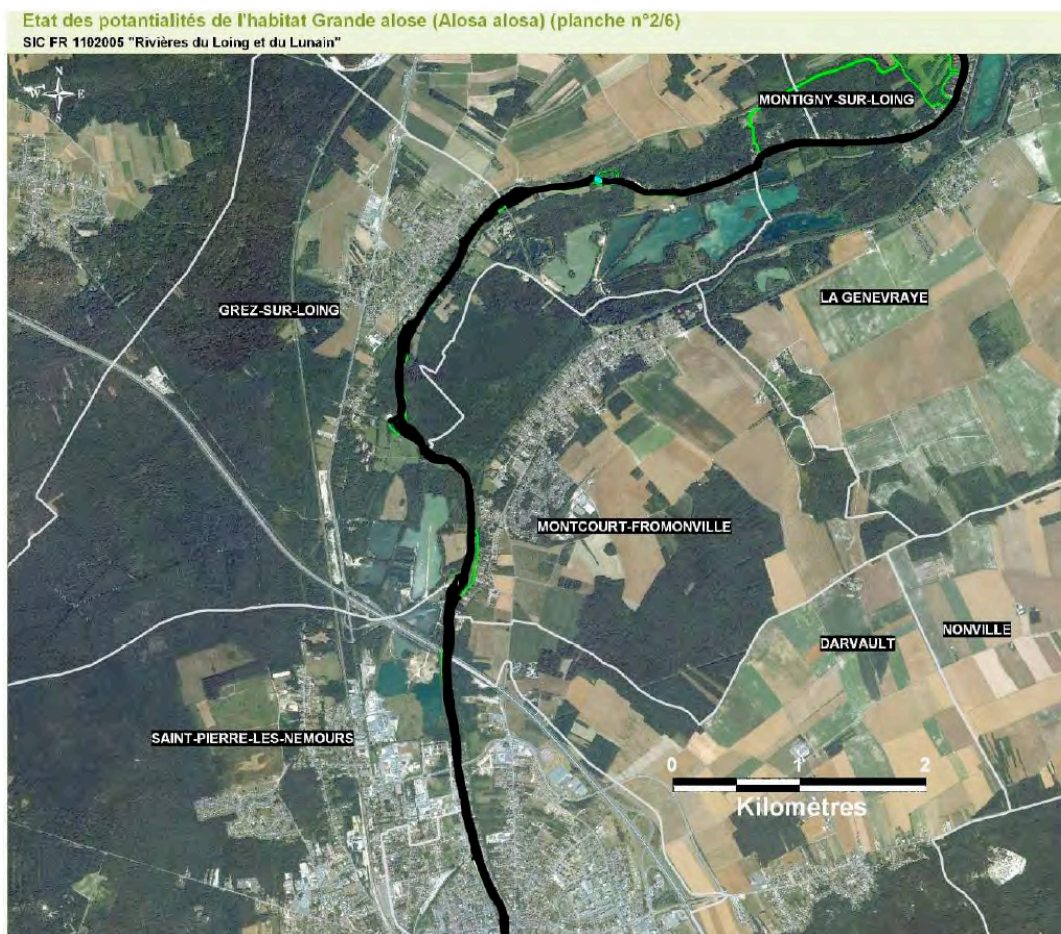 Etat des potantialités de l'habitat Grande alose (Alosa alosa) (planche n°2/6)
SIC FR 1102005 "Rivières du Loing et du Lunain"
N
W E
S
MONTIGNY-SUR-LOING
LA GENEVRAYE
GREZ-SUR-LOING
MONTCOURT-FROMONVILLE
NONVILLE
DARVAULT
SAINT-PIERRE-LES-NEMOURS
0 1 2
Kilomètres